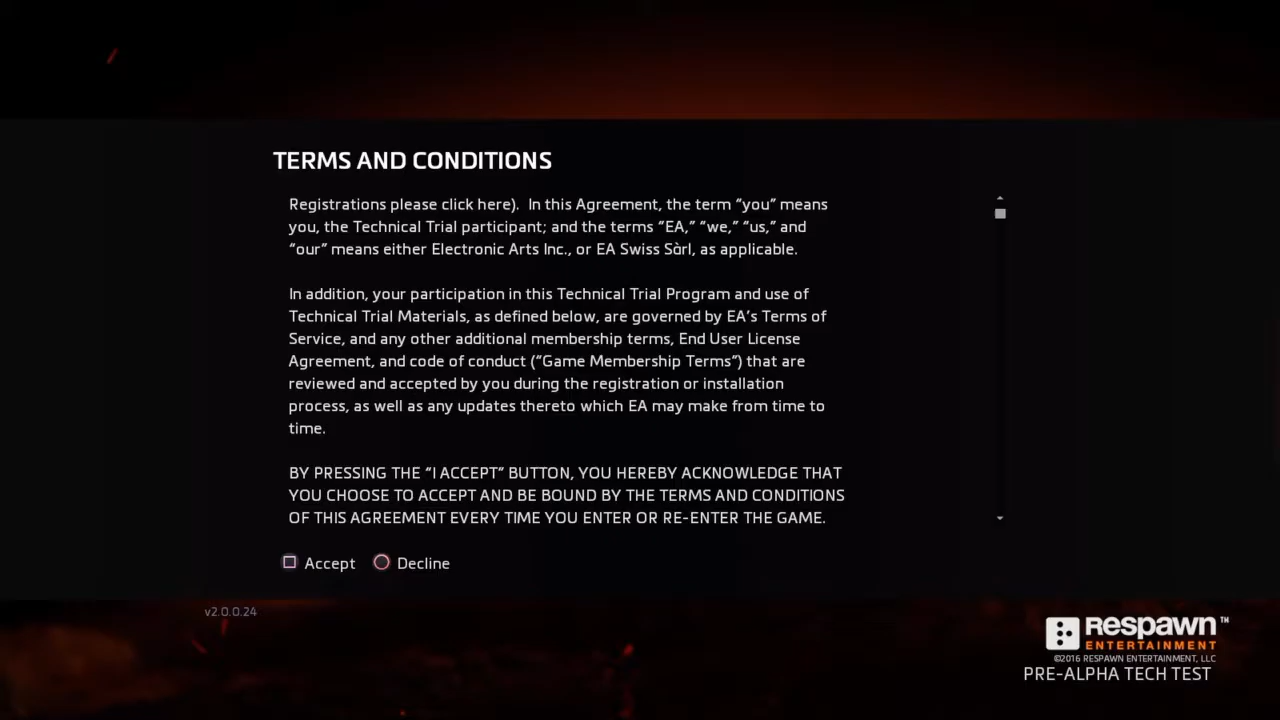 TERMS AND CONDITIONS
Registrations please click here).  In this Agreement, the term “you” means
you, the Technical Trial participant; and the terms “EA,” “we,” “us,” and
“our” means either Electronic Arts Inc., or EA Swiss Sàrl, as applicable.
In addition, your participation in this Technical Trial Program and use of
Technical Trial Materials, as defined below, are governed by EA’s Terms of
Service, and any other additional membership terms, End User License
Agreement, and code of conduct (“Game Membership Terms”) that are
reviewed and accepted by you during the registration or installation
process, as well as any updates thereto which EA may make from time to
time.
BY PRESSING THE “I ACCEPT” BUTTON, YOU HEREBY ACKNOWLEDGE THAT
YOU CHOOSE TO ACCEPT AND BE BOUND BY THE TERMS AND CONDITIONS
OF THIS AGREEMENT EVERY TIME YOU ENTER OR RE-ENTER THE GAME.
Accept Decline
v2.0.0.24
Respawn™
ENTERTAINMENT
©2016 RESPAWN ENTERTAINMENT, LLC
PRE-ALPHA TECH TEST